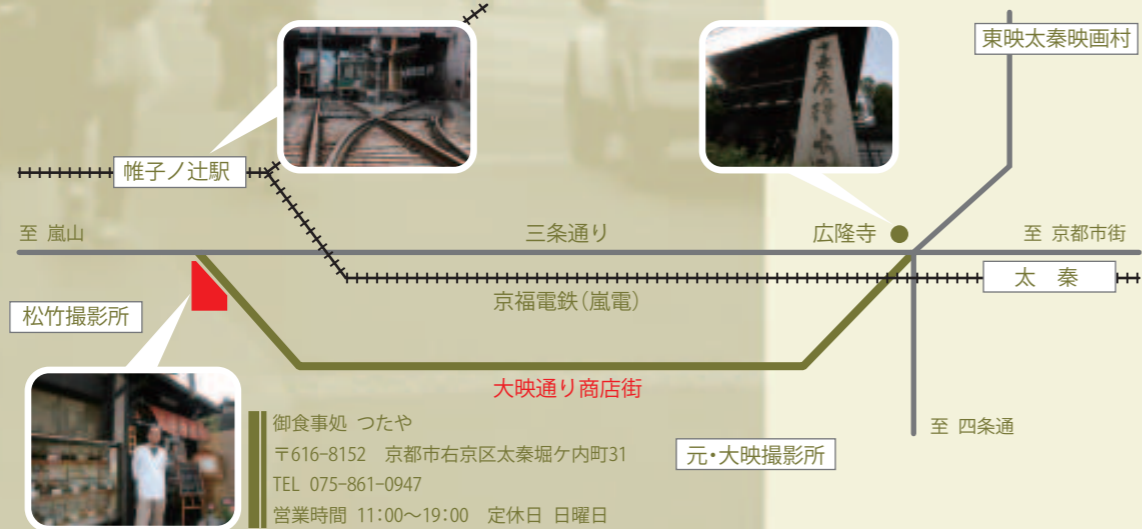 東映太秦映画村
帷子ノ辻駅
至 嵐山
三条通り
広隆寺
至 京都市街
太 秦
京福電鉄(嵐電)
松竹撮影所
大映通り商店街
至 四条通
元・大映撮影所
御食事処 つたや
〒616-8152 京都市右京区太秦堀ケ内町31
TEL 075-861-0947
営業時間 11:00〜19:00 定休日 日曜日